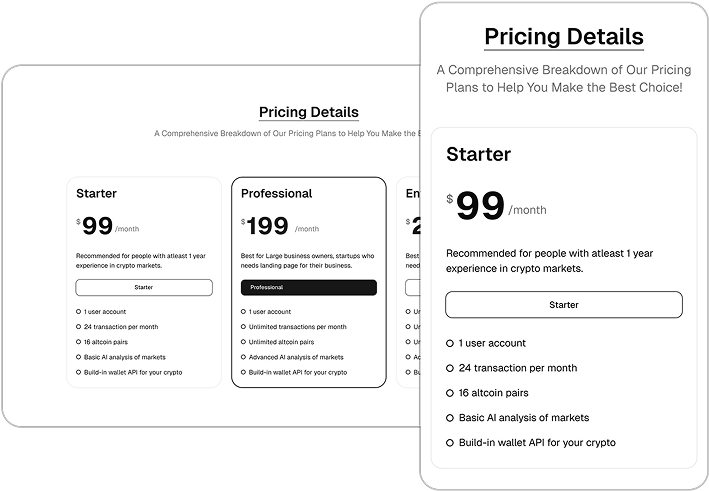 Pricing Details
A Comprehensive Breakdown of Our Pricing Plans to Help You Make the
Starter
$99 /month
Recommended for people with atleast 1 year
experience in crypto markets.
Starter
1 user account
24 transaction per month
16 altcoin pairs
Basic AI analysis of markets
Build-in wallet API for your crypto
Professional
$199 /month
Best for Large business owners, startups who
needs landing page for their business.
Professional
1 user account
Unlimited transactions per month
Unlimited altcoin pairs
Advanced AI analysis of markets
Build-in wallet API for your crypto
$
Best
Pricing Details
A Comprehensive Breakdown of Our Pricing
Plans to Help You Make the Best Choice!
Starter
$99 /month
Recommended for people with atleast 1 year
experience in crypto markets.
Starter
1 user account
24 transaction per month
16 altcoin pairs
Basic AI analysis of markets
Build-in wallet API for your crypto